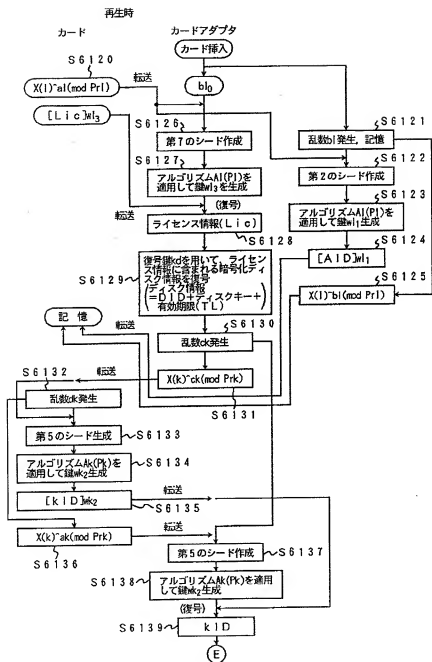 再生時
カード
カードアダプタ
カード挿入
S6120
X(l)^al(mod Prl)
転送
bl₀
[Lic]wl₃
S6121
乱数bl発生,記憶
S6126
第7のシード作成
S6122
第2のシード作成
S6127
アルゴリズムAl(Pl)を
適用して鍵wl₃を生成
S6123
アルゴリズムAl(Pl)を
適用して鍵wl₁を生成
(復号)
転送
ライセンス情報(Lic)
S6128
S6124
[AID]wl₁
S6129
復号鍵kdを用いて、ライセン
ス情報に含まれる暗号化ディ
スク情報を復号
(ディスク情報
=DID+ディスクキー+
有効期限(TL))
S6125
X(l)^bl(mod Prl)
記憶
転送
S6130
乱数ck発生
S6132
転送
X(k)^ck(mod Prk)
乱数dk発生
S6131
第5のシード生成
S6133
アルゴリズムAk(Pk)を
適用して鍵wk₂生成
S6134
[kID]wk₂
転送
S6135
X(k)^ak(mod Prk)
転送
S6136
第5のシード作成
S6137
S6138
アルゴリズムAk(Pk)を適用
して鍵wk₂生成
(復号)
S6139
kID
E